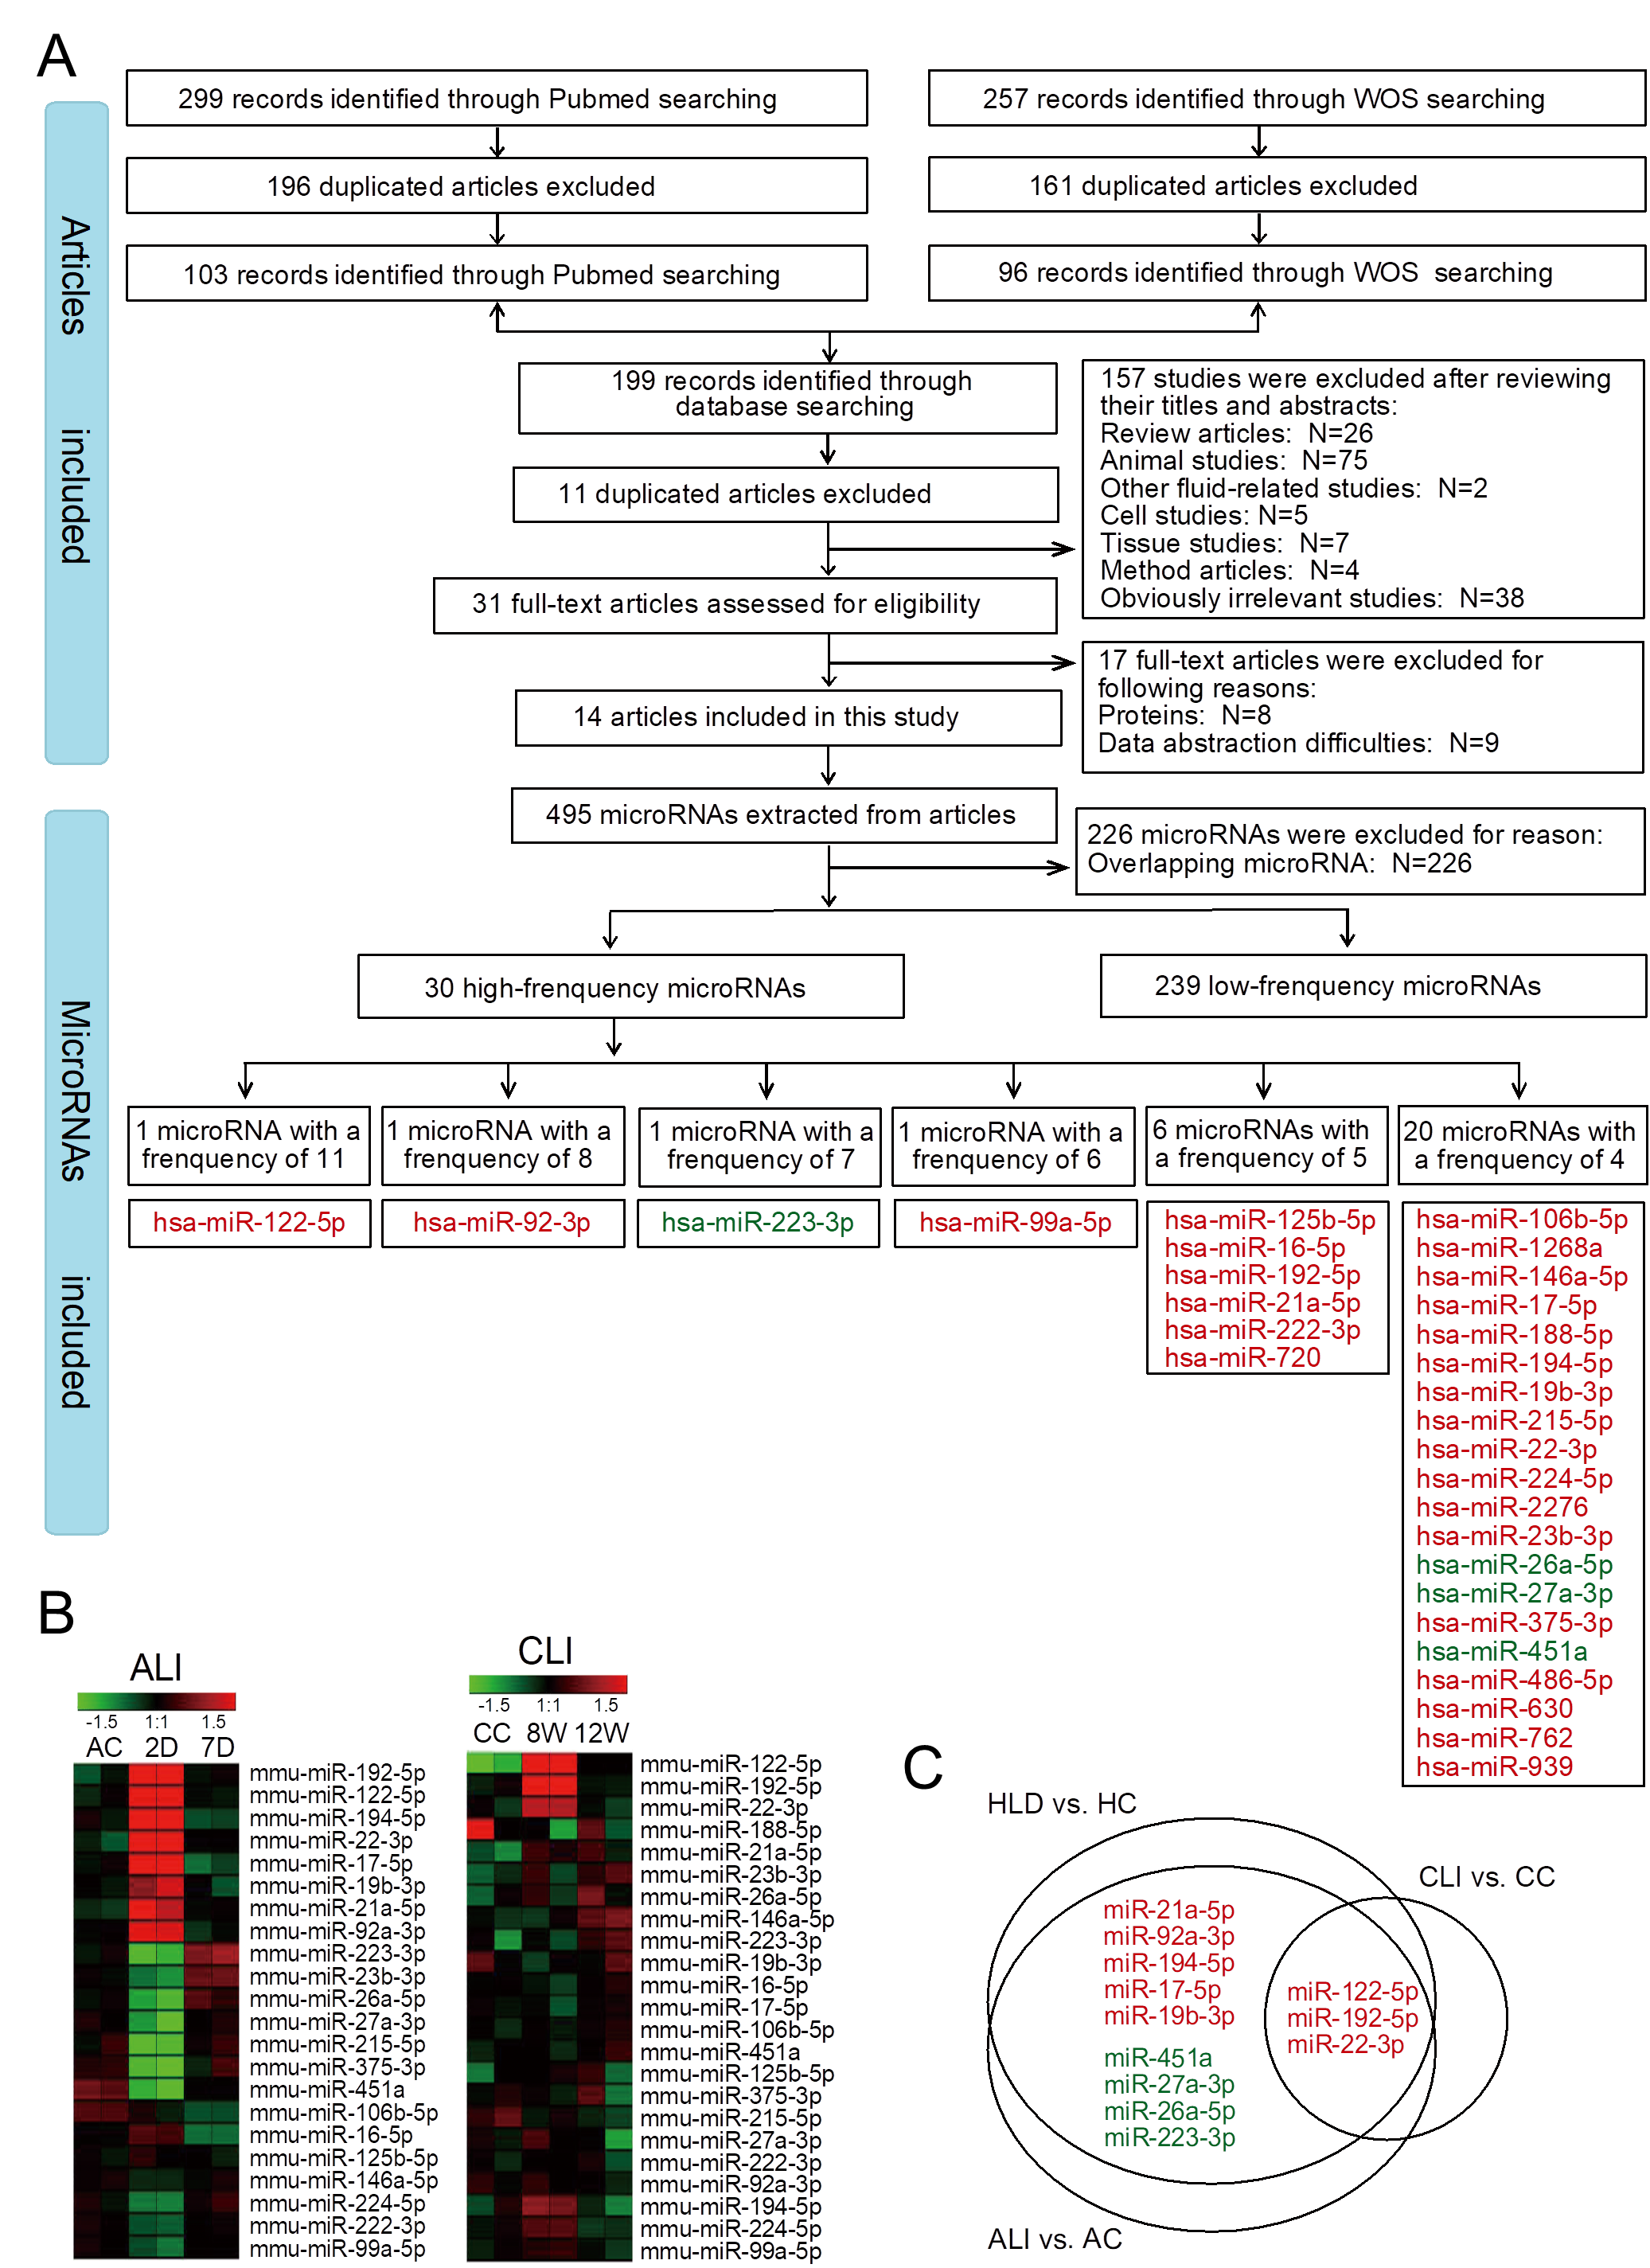 A
Articles included
299 records identified through Pubmed searching
257 records identified through WOS searching
196 duplicated articles excluded
161 duplicated articles excluded
103 records identified through Pubmed searching
96 records identified through WOS searching
199 records identified through
database searching
157 studies were excluded after reviewing
their titles and abstracts:
Review articles: N=26
Animal studies: N=75
Other fluid-related studies: N=2
Cell studies: N=5
Tissue studies: N=7
Method articles: N=4
Obviously irrelevant studies: N=38
11 duplicated articles excluded
31 full-text articles assessed for eligibility
17 full-text articles were excluded for
following reasons:
Proteins: N=8
Data abstraction difficulties: N=9
14 articles included in this study
MicroRNAs included
495 microRNAs extracted from articles
226 microRNAs were excluded for reason:
Overlapping microRNA: N=226
30 high-frenquency microRNAs
239 low-frenquency microRNAs
1 microRNA with a
frenquency of 11
1 microRNA with a
frenquency of 8
1 microRNA with a
frenquency of 7
1 microRNA with a
frenquency of 6
6 microRNAs with
a frenquency of 5
20 microRNAs with
a frenquency of 4
hsa-miR-122-5p
hsa-miR-92-3p
hsa-miR-223-3p
hsa-miR-99a-5p
hsa-miR-125b-5p
hsa-miR-16-5p
hsa-miR-192-5p
hsa-miR-21a-5p
hsa-miR-222-3p
hsa-miR-720
hsa-miR-106b-5p
hsa-miR-1268a
hsa-miR-146a-5p
hsa-miR-17-5p
hsa-miR-188-5p
hsa-miR-194-5p
hsa-miR-19b-3p
hsa-miR-215-5p
hsa-miR-22-3p
hsa-miR-224-5p
hsa-miR-2276
hsa-miR-23b-3p
hsa-miR-26a-5p
hsa-miR-27a-3p
hsa-miR-375-3p
hsa-miR-451a
hsa-miR-486-5p
hsa-miR-630
hsa-miR-762
hsa-miR-939
B
ALI
-1.5 1:1 1.5
AC 2D 7D
mmu-miR-192-5p
mmu-miR-122-5p
mmu-miR-194-5p
mmu-miR-22-3p
mmu-miR-17-5p
mmu-miR-19b-3p
mmu-miR-21a-5p
mmu-miR-92a-3p
mmu-miR-223-3p
mmu-miR-23b-3p
mmu-miR-26a-5p
mmu-miR-27a-3p
mmu-miR-215-5p
mmu-miR-375-3p
mmu-miR-451a
mmu-miR-106b-5p
mmu-miR-16-5p
mmu-miR-125b-5p
mmu-miR-146a-5p
mmu-miR-224-5p
mmu-miR-222-3p
mmu-miR-99a-5p
CLI
-1.5 1:1 1.5
CC 8W 12W
mmu-miR-122-5p
mmu-miR-192-5p
mmu-miR-22-3p
mmu-miR-188-5p
mmu-miR-21a-5p
mmu-miR-23b-3p
mmu-miR-26a-5p
mmu-miR-146a-5p
mmu-miR-223-3p
mmu-miR-19b-3p
mmu-miR-16-5p
mmu-miR-17-5p
mmu-miR-106b-5p
mmu-miR-451a
mmu-miR-125b-5p
mmu-miR-375-3p
mmu-miR-215-5p
mmu-miR-27a-3p
mmu-miR-222-3p
mmu-miR-92a-3p
mmu-miR-194-5p
mmu-miR-224-5p
mmu-miR-99a-5p
C
HLD vs. HC
CLI vs. CC
miR-21a-5p
miR-92a-3p
miR-194-5p
miR-17-5p
miR-19b-3p
miR-451a
miR-27a-3p
miR-26a-5p
miR-223-3p
miR-122-5p
miR-192-5p
miR-22-3p
ALI vs. AC